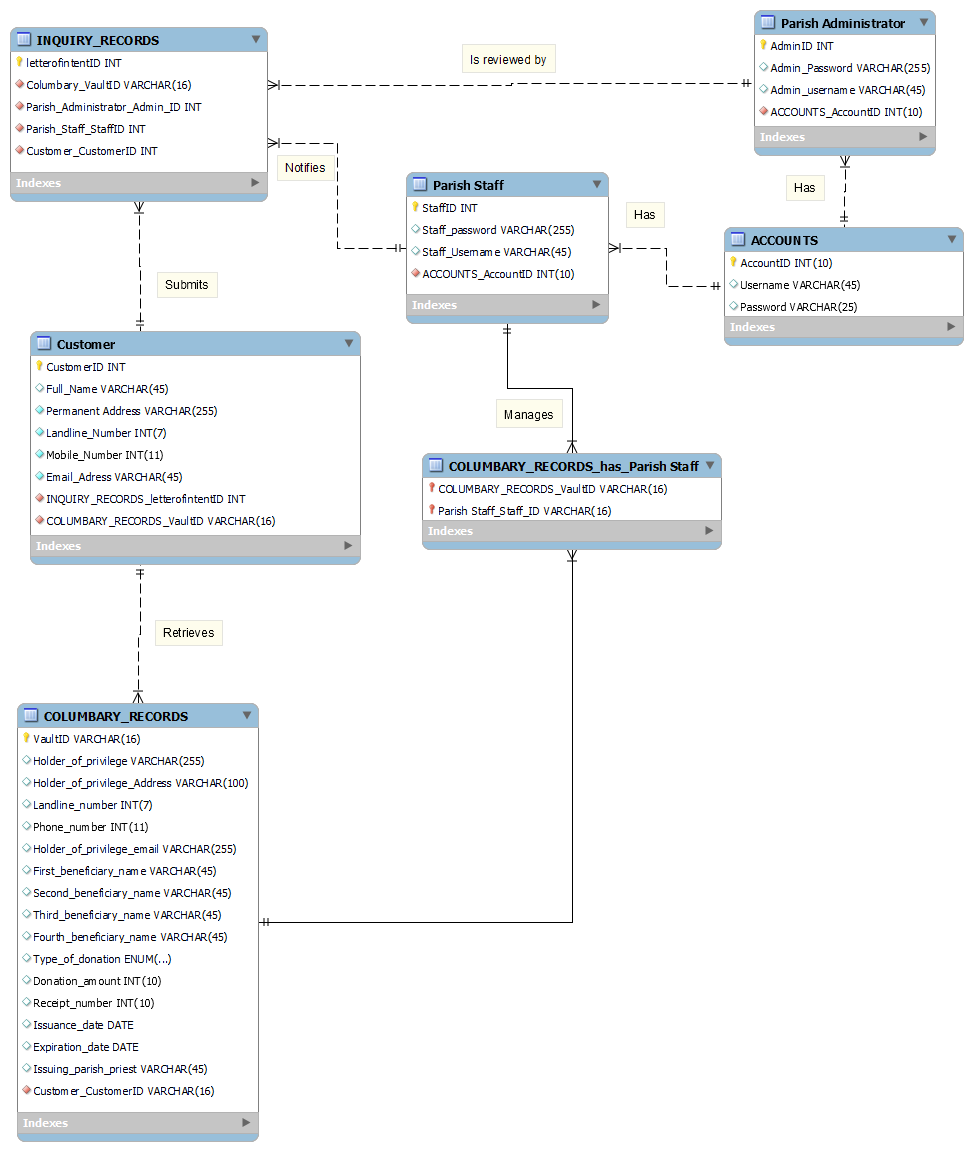 INQUIRY_RECORDS
letterofintentID INT
Columbary_VaultID VARCHAR(16)
Parish_Administrator_Admin_ID INT
Parish_Staff_StaffID INT
Customer_CustomerID INT
Indexes
Is reviewed by
Parish Administrator
AdminID INT
Admin_Password VARCHAR(255)
Admin_username VARCHAR(45)
ACCOUNTS_AccountID INT(10)
Indexes
Notifies
Parish Staff
StaffID INT
Staff_password VARCHAR(255)
Staff_Username VARCHAR(45)
ACCOUNTS_AccountID INT(10)
Indexes
Has
Has
ACCOUNTS
AccountID INT(10)
Username VARCHAR(45)
Password VARCHAR(25)
Indexes
Submits
Customer
CustomerID INT
Full_Name VARCHAR(45)
Permanent Address VARCHAR(255)
Landline_Number INT(7)
Mobile_Number INT(11)
Email_Adress VARCHAR(45)
INQUIRY_RECORDS_letterofintentID INT
COLUMBARY_RECORDS_VaultID VARCHAR(16)
Indexes
Manages
COLUMBARY_RECORDS_has_Parish Staff
COLUMBARY_RECORDS_VaultID VARCHAR(16)
Parish Staff_Staff_ID VARCHAR(16)
Indexes
Retrieves
COLUMBARY_RECORDS
VaultID VARCHAR(16)
Holder_of_privilege VARCHAR(255)
Holder_of_privilege_Address VARCHAR(100)
Landline_number INT(7)
Phone_number INT(11)
Holder_of_privilege_email VARCHAR(255)
First_beneficiary_name VARCHAR(45)
Second_beneficiary_name VARCHAR(45)
Third_beneficiary_name VARCHAR(45)
Fourth_beneficiary_name VARCHAR(45)
Type_of_donation ENUM(...)
Donation_amount INT(10)
Receipt_number INT(10)
Issuance_date DATE
Expiration_date DATE
Issuing_parish_priest VARCHAR(45)
Customer_CustomerID VARCHAR(16)
Indexes